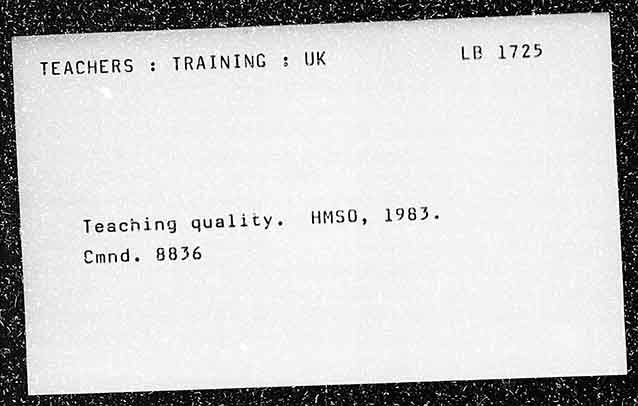 TEACHERS : TRAINING : UK LB 1725
Teaching quality. HMSO, 1983.
Cmnd. 8836